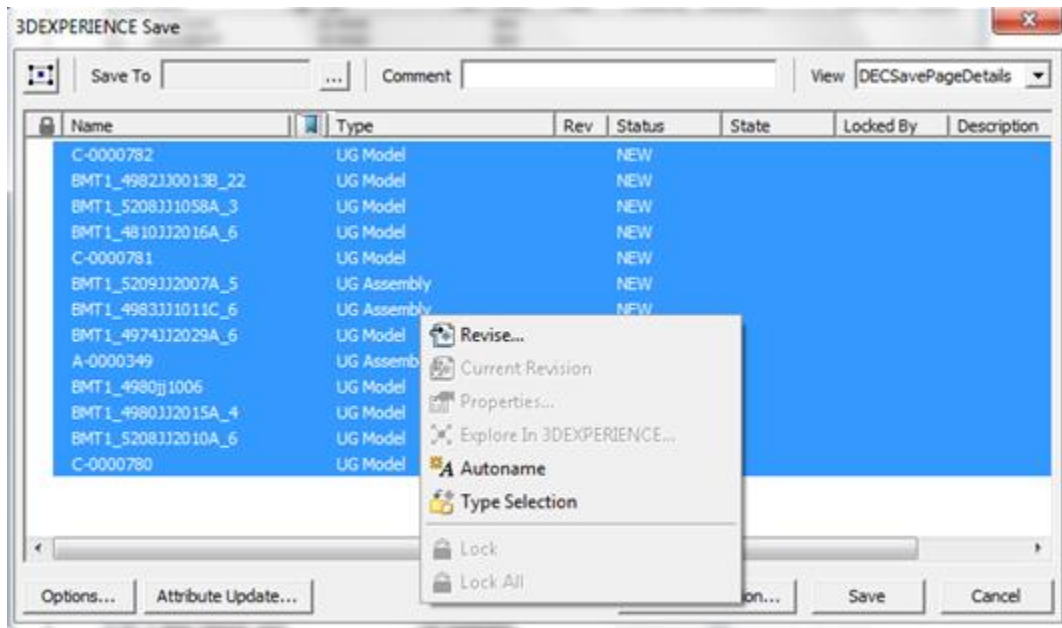 3DEXPERIENCE Save
Save To ... Comment View DECSavePageDetails
Name Type Rev Status State Locked By Description
C-0000782 UG Model NEW
BMT1_4982JJ0013B_22 UG Model NEW
BMT1_5208JJ1058A_3 UG Model NEW
BMT1_4810JJ2016A_6 UG Model NEW
C-0000781 UG Model NEW
BMT1_5209JJ2007A_5 UG Assembly NEW
BMT1_4983JJ1011C_6 UG Assembly NEW
BMT1_4974JJ2029A_6 UG Model Revise...
A-0000349 UG Assemb Current Revision
BMT1_4980jj1006 UG Model Properties...
BMT1_4980JJ2015A_4 UG Model Explore In 3DEXPERIENCE...
BMT1_5208JJ2010A_6 UG Model Autoname
C-0000780 UG Model
Type Selection
Lock
Lock All
Options... Attribute Update... on... Save Cancel